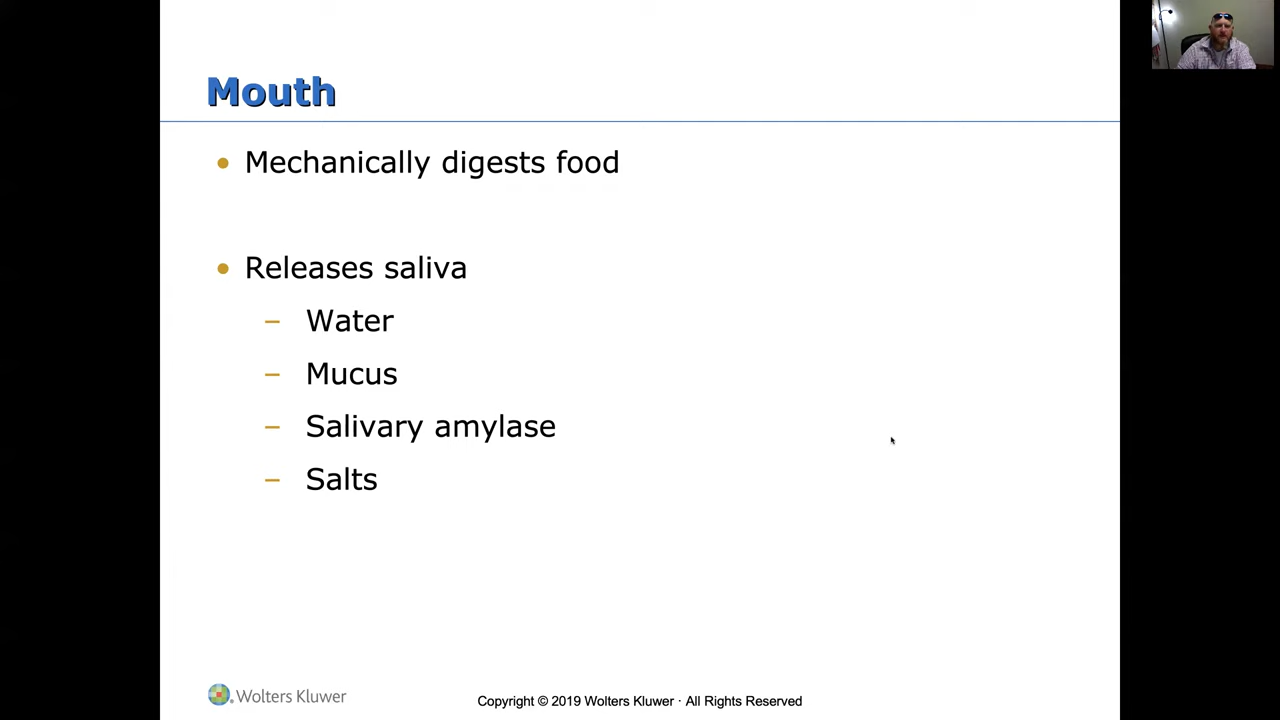 Mouth
• Mechanically digests food
• Releases saliva
– Water
– Mucus
– Salivary amylase
– Salts
Wolters Kluwer
Copyright © 2019 Wolters Kluwer · All Rights Reserved